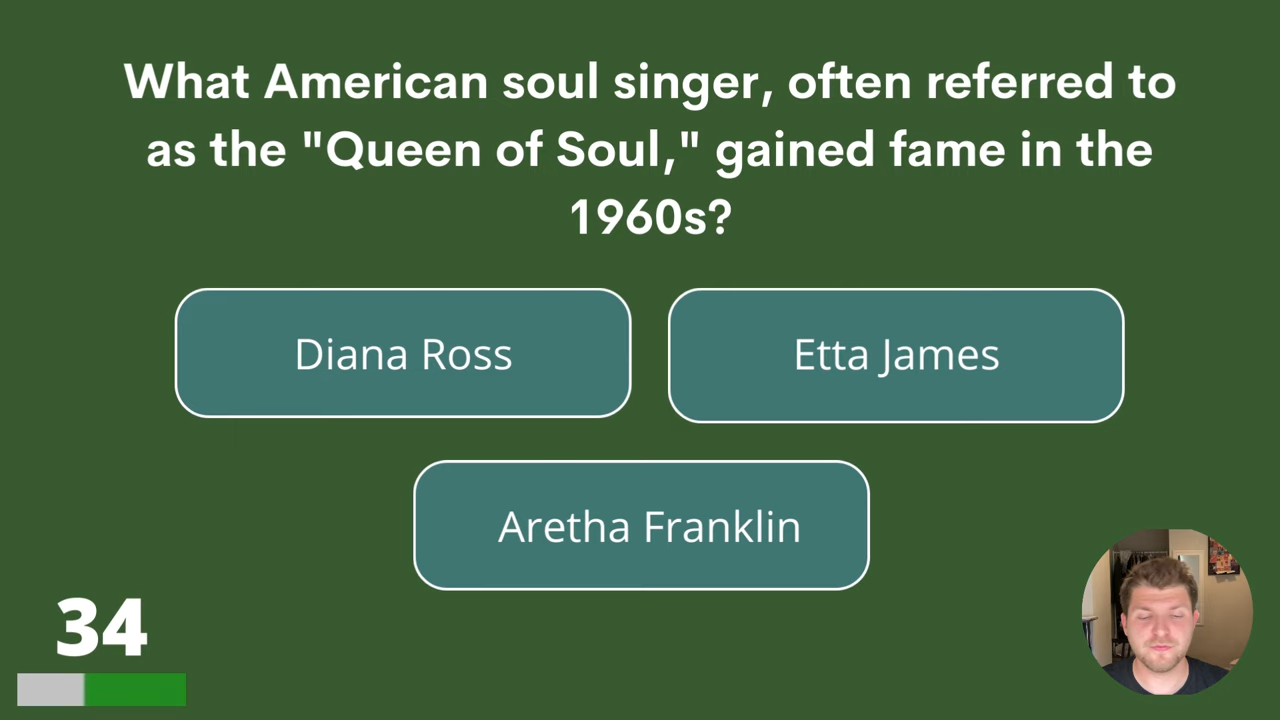 What American soul singer, often referred to
as the "Queen of Soul," gained fame in the
1960s?
Diana Ross
Etta James
Aretha Franklin
34